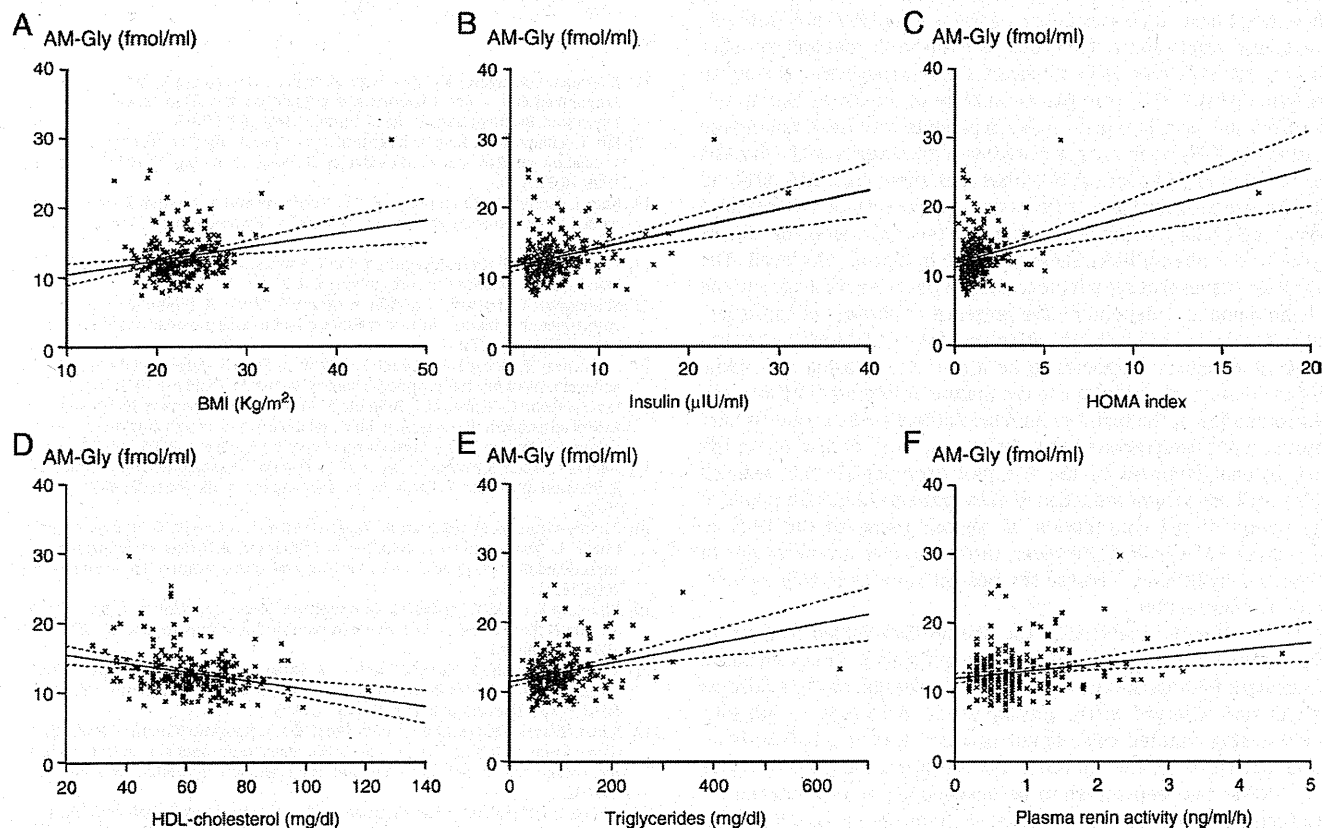 A
AM-Gly (fmol/ml)
40
30
20
10
0
10 20 30 40 50
BMI (Kg/m²)
B
AM-Gly (fmol/ml)
40
30
20
10
0
0 10 20 30 40
Insulin (µIU/ml)
C
AM-Gly (fmol/ml)
40
30
20
10
0
0 5 10 15 20
HOMA index
D
AM-Gly (fmol/ml)
40
30
20
10
0
20 40 60 80 100 120 140
HDL-cholesterol (mg/dl)
E
AM-Gly (fmol/ml)
40
30
20
10
0
0 200 400 600
Triglycerides (mg/dl)
F
AM-Gly (fmol/ml)
40
30
20
10
0
0 1 2 3 4 5
Plasma renin activity (ng/ml/h)